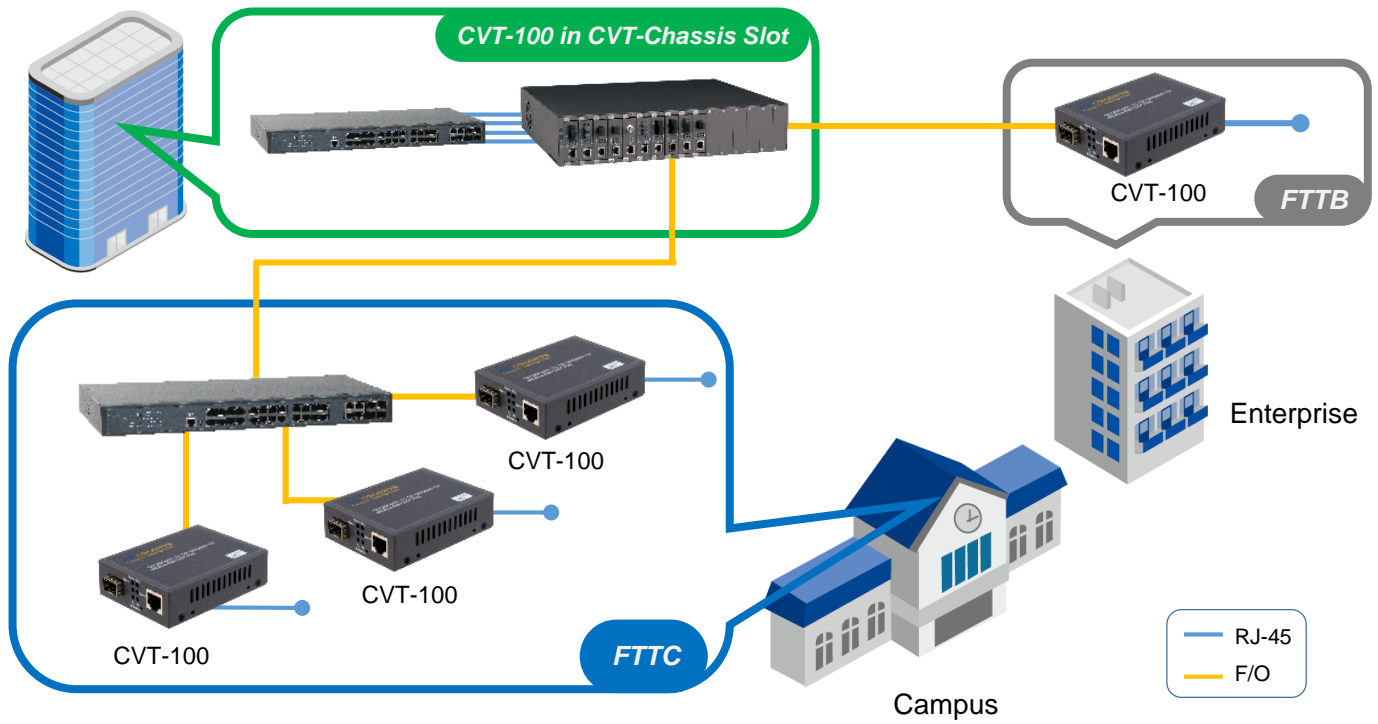 CVT-100 in CVT-Chassis Slot
CVT-100
FTTB
Enterprise
CVT-100
CVT-100
CVT-100
FTTC
Campus
RJ-45
F/O